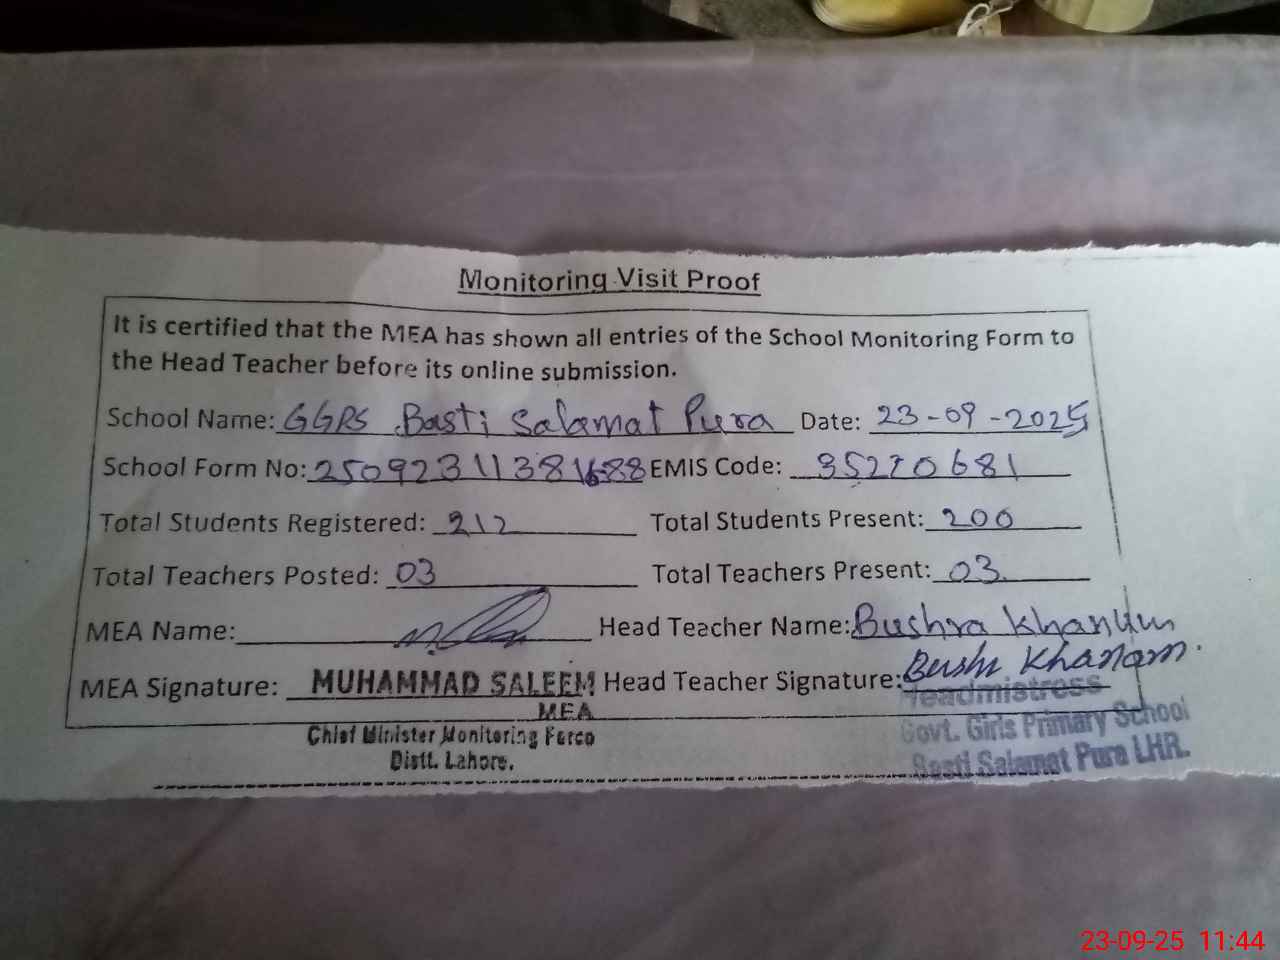 Monitoring Visit Proof
It is certified that the MEA has shown all entries of the School Monitoring Form to
the Head Teacher before its online submission.
School Name: GGPS Basti Salamat Pura Date: 23-09-2025
School Form No: 25092311381688 EMIS Code: 35220681
Total Students Registered: 212 Total Students Present: 200
Total Teachers Posted: 03 Total Teachers Present: 03
MEA Name: Head Teacher Name: Bushra Khanum
MEA Signature: MUHAMMAD SALEEM Head Teacher Signature: Bushr Khanam.
MEA Headmistress
Chief Minister Monitoring Force Govt. Girls Primary School
Distt. Lahore. Basti Salamat Pura LHR.
23-09-25 11:44